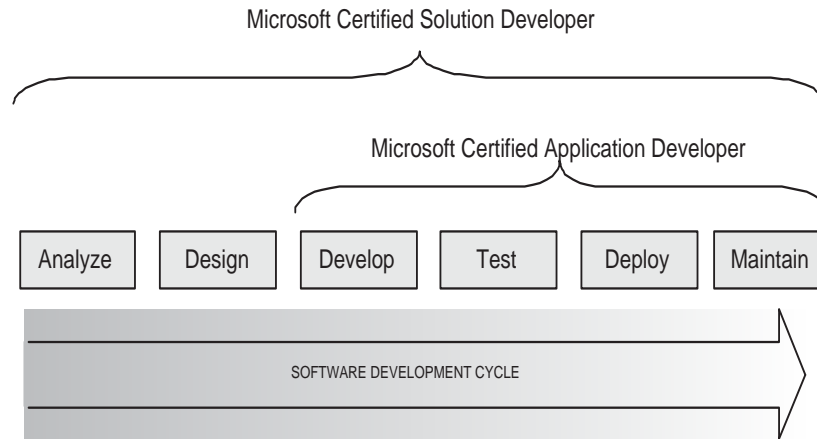 Microsoft Certified Solution Developer
Microsoft Certified Application Developer
Analyze
Design
Develop
Test
Deploy
Maintain
SOFTWARE DEVELOPMENT CYCLE